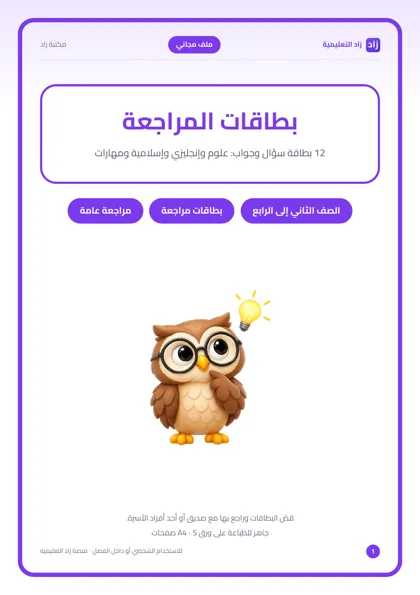 زاد زاد التعليمية
ملف مجاني
مكتبة زاد
بطاقات المراجعة
12 بطاقة سؤال وجواب: علوم وإنجليزي وإسلامية ومهارات
الصف الثاني إلى الرابع
بطاقات مراجعة
مراجعة عامة
قصّ البطاقات وراجع بها مع صديق أو أحد أفراد الأسرة.
جاهز للطباعة على ورق A4 · 5 صفحات
1
للاستخدام الشخصي أو داخل الفصل · منصة زاد التعليمية